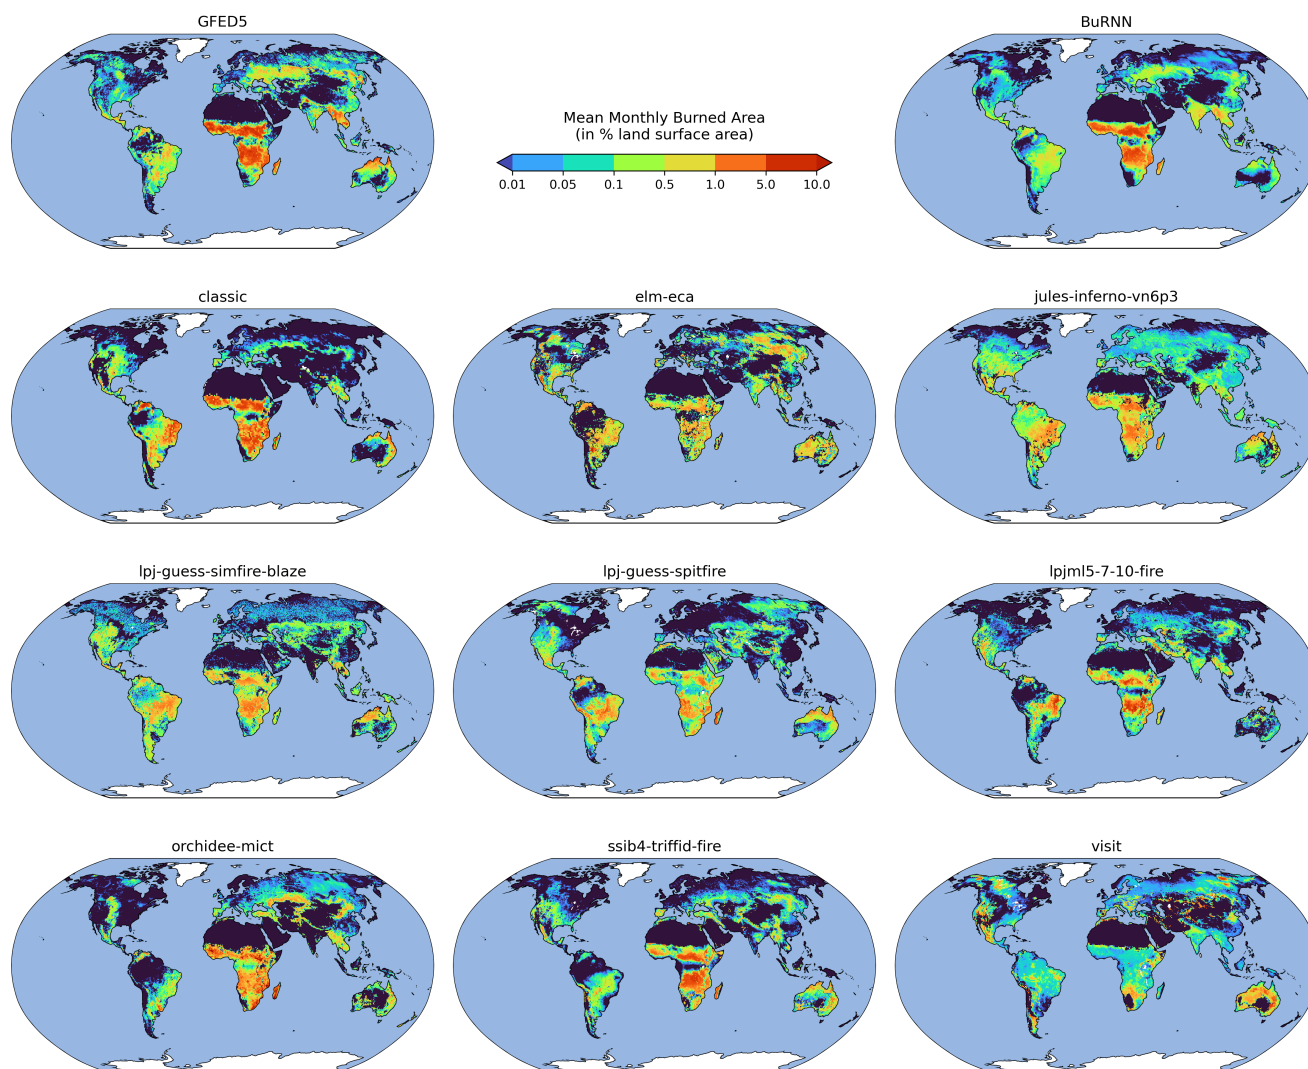 GFED5
BuRNN
Mean Monthly Burned Area
(in % land surface area)
0.01 0.05 0.1 0.5 1.0 5.0 10.0
classic
elm-eca
jules-inferno-vn6p3
lpj-guess-simfire-blaze
lpj-guess-spitfire
lpjml5-7-10-fire
orchidee-mict
ssib4-triffid-fire
visit